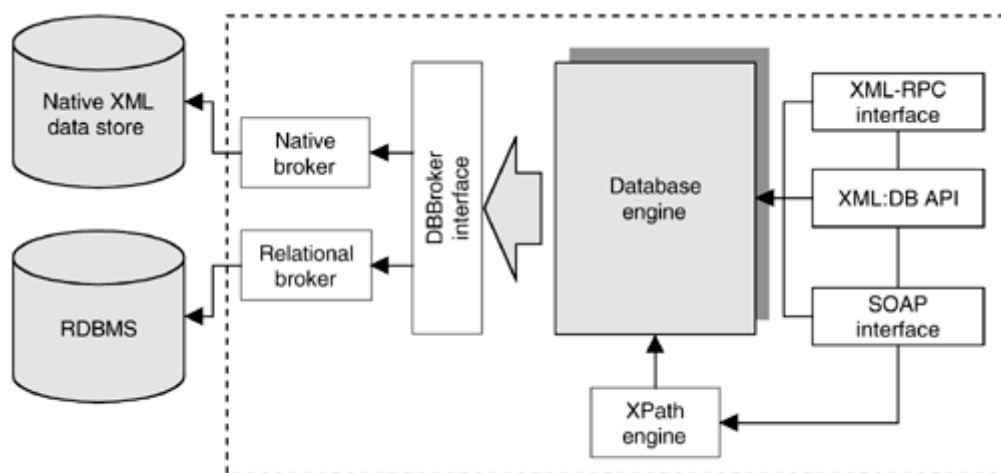 Native XML
data store
RDBMS
Native
broker
Relational
broker
DBBroker
interface
Database
engine
XPath
engine
XML-RPC
interface
XML:DB API
SOAP
interface